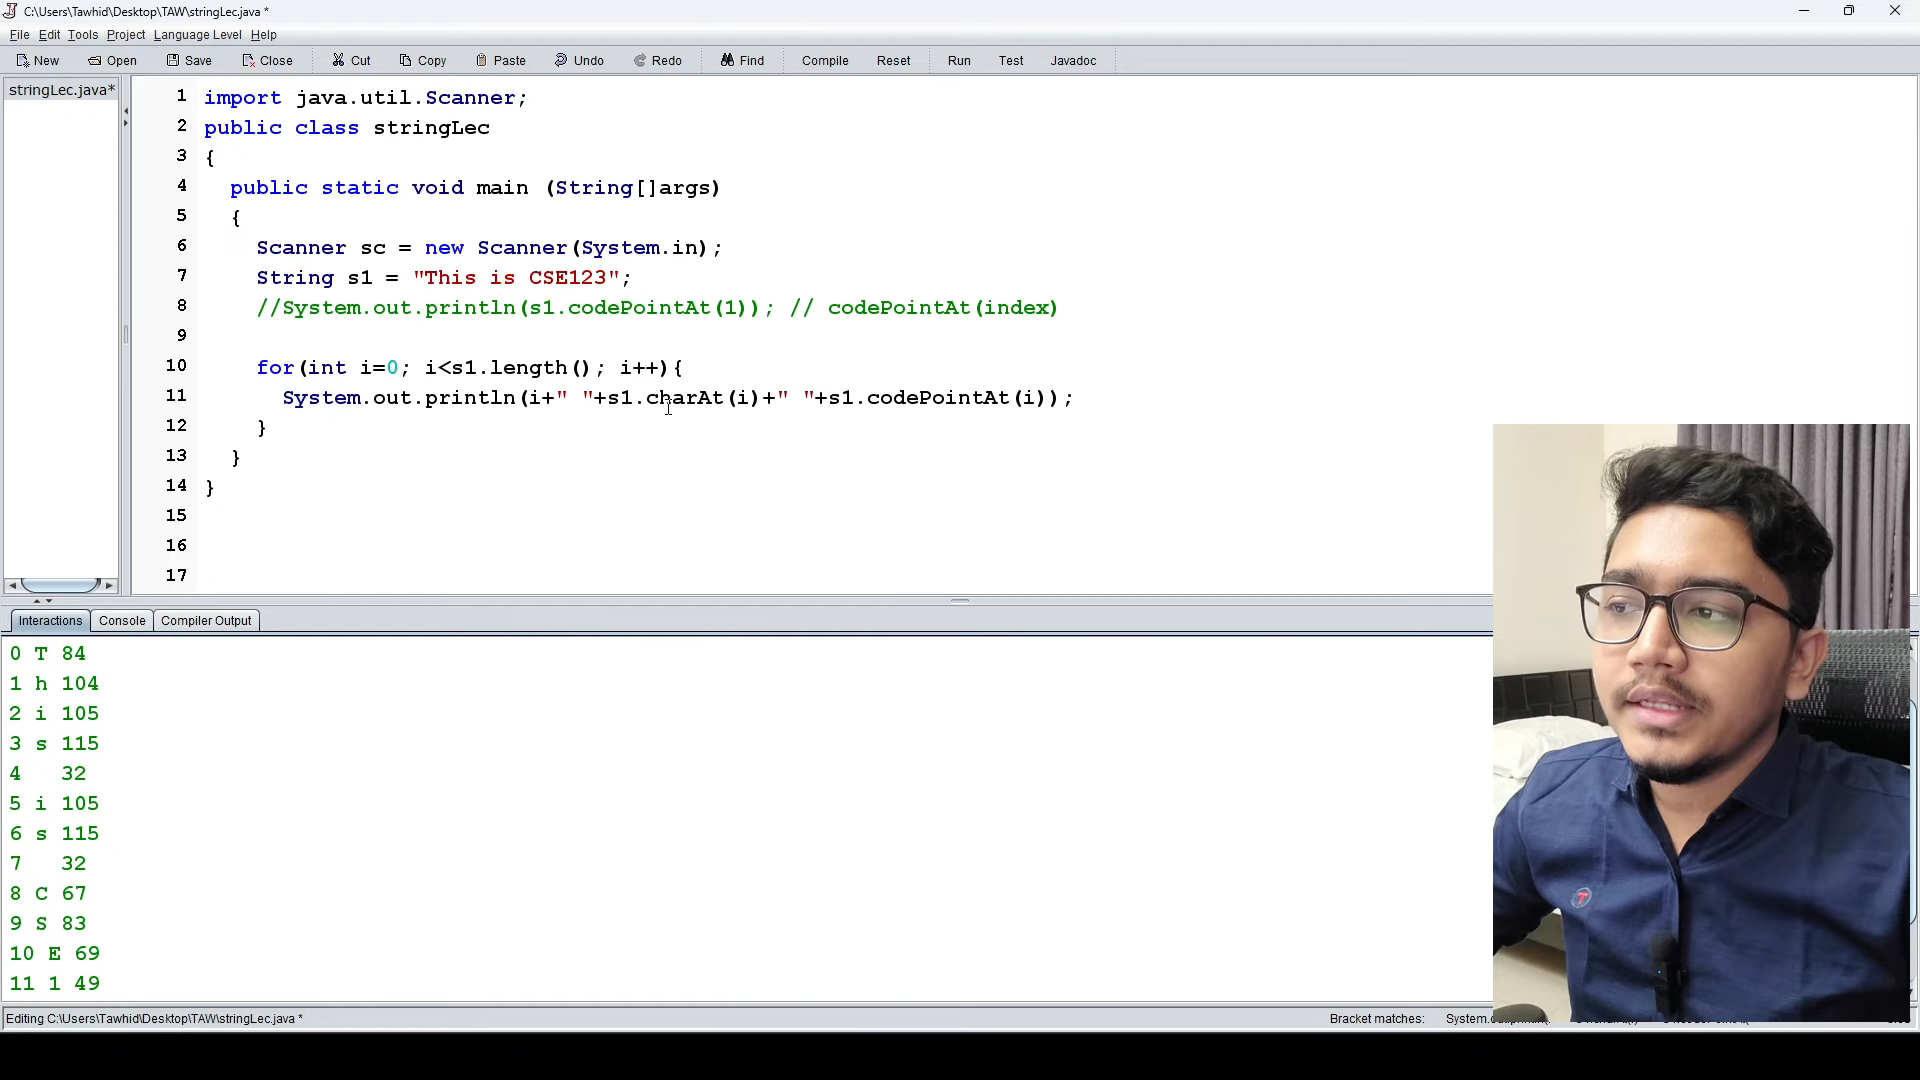 C:\Users\Tawhid\Desktop\TAW\stringLec.java *
File Edit Tools Project Language Level Help
New Open Save Close Cut Copy Paste Undo Redo Find Compile Reset Run Test Javadoc
stringLec.java*
1 import java.util.Scanner;
2 public class stringLec
3 {
4 public static void main (String[]args)
5 {
6 Scanner sc = new Scanner(System.in);
7 String s1 = "This is CSE123";
8 //System.out.println(s1.codePointAt(1)); // codePointAt(index)
9
10 for(int i=0; i<s1.length(); i++){
11 System.out.println(i+" "+s1.charAt(i)+" "+s1.codePointAt(i));
12 }
13 }
14 }
15
16
17
Interactions Console Compiler Output
0 T 84
1 h 104
2 i 105
3 s 115
4 32
5 i 105
6 s 115
7 32
8 C 67
9 S 83
10 E 69
11 1 49
Editing C:\Users\Tawhid\Desktop\TAW\stringLec.java *
Bracket matches: